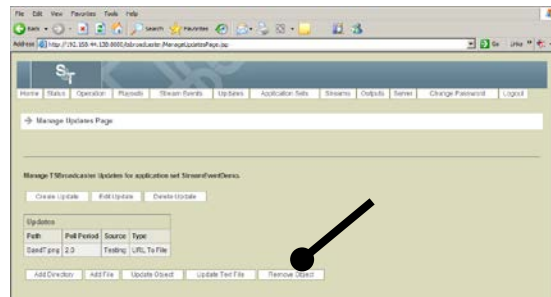 File Edit View Favorites Tools Help
Back Search Favorites
Address http://192.168.44.138:8080/tsbroadcaster/ManageUpdatesPage.jsp Go Links
ST
Home Status Operation Playouts Stream Events Updates Application Sets Streams Outputs Server Change Password Logout
Manage Updates Page
Manage TSBroadcaster Updates for application set StreamEventDemo.
Create Update Edit Update Delete Update
Updates
Path Poll Period Source Type
SandT.png 2.0 Testing URL To File
Add Directory Add File Update Object Update Text File Remove Object